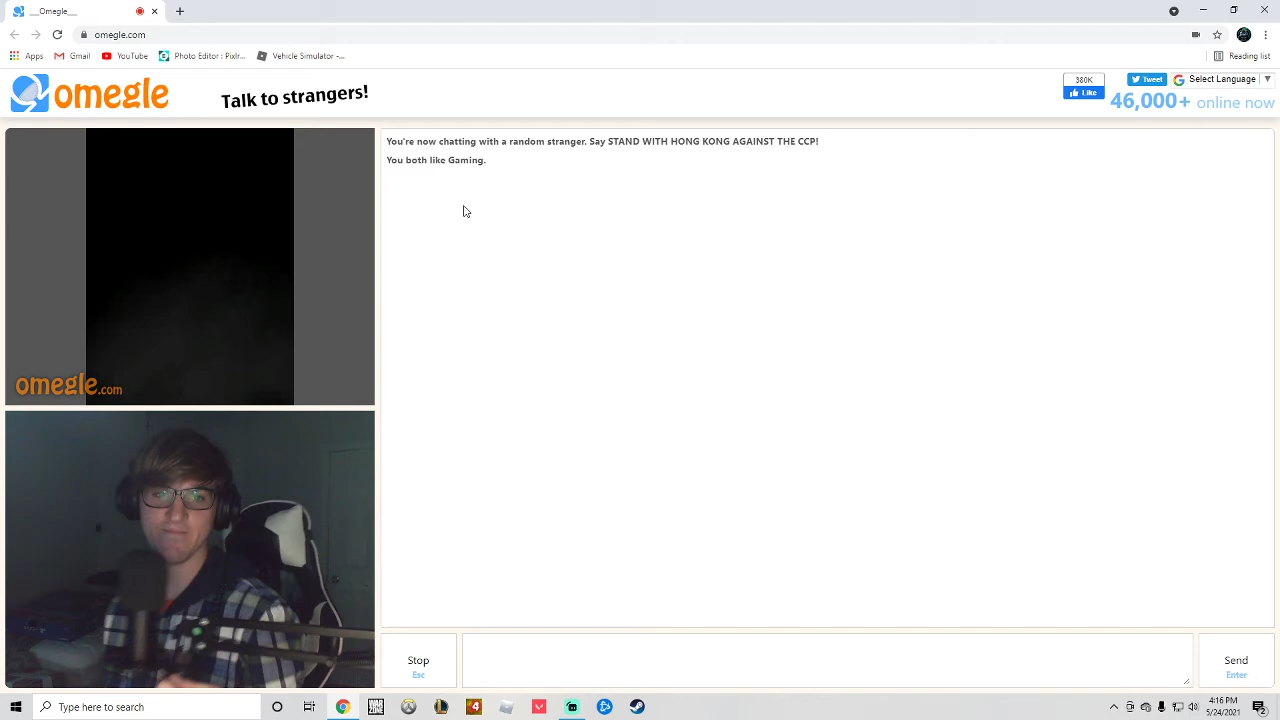 __Omegle__
omegle.com
Apps
Gmail
YouTube
Photo Editor : Pixlr...
Vehicle Simulator -...
Reading list
omegle
Talk to strangers!
380K
Like
Tweet
Select Language
46,000+ online now
You're now chatting with a random stranger. Say STAND WITH HONG KONG AGAINST THE CCP!
You both like Gaming.
omegle.com
Stop
Esc
Send
Enter
Type here to search
4:16 PM
5/24/2021